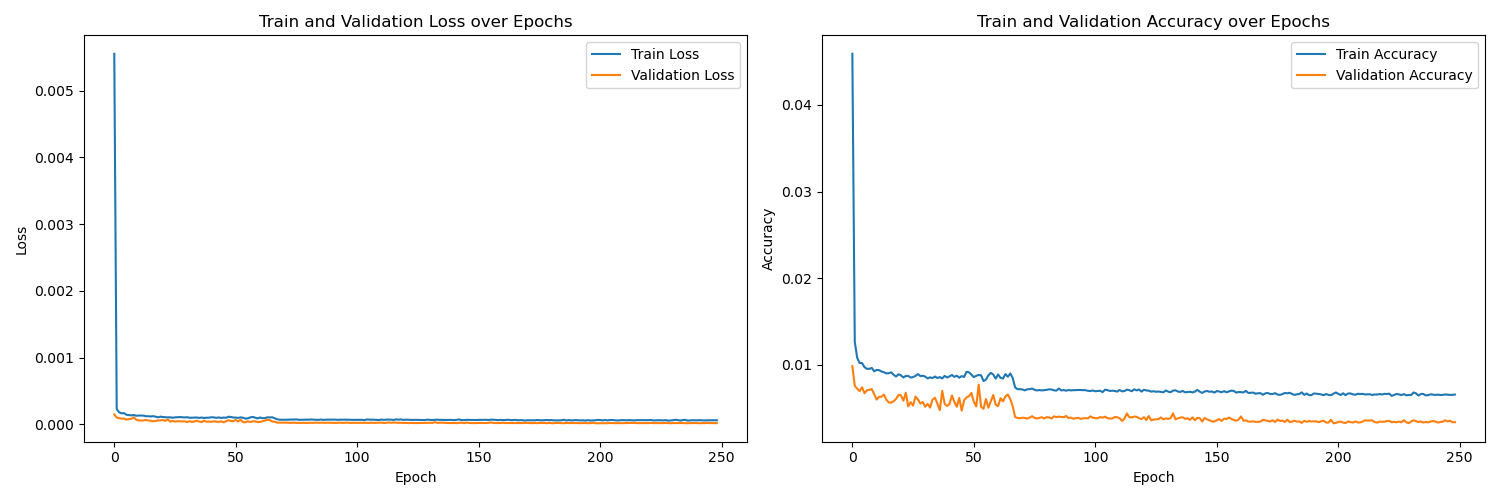 Train and Validation Loss over Epochs
Train Loss
Validation Loss
0.005
0.004
0.003
0.002
0.001
0.000
Loss
0 50 100 150 200 250
Epoch
Train and Validation Accuracy over Epochs
Train Accuracy
Validation Accuracy
0.04
0.03
0.02
0.01
Accuracy
0 50 100 150 200 250
Epoch